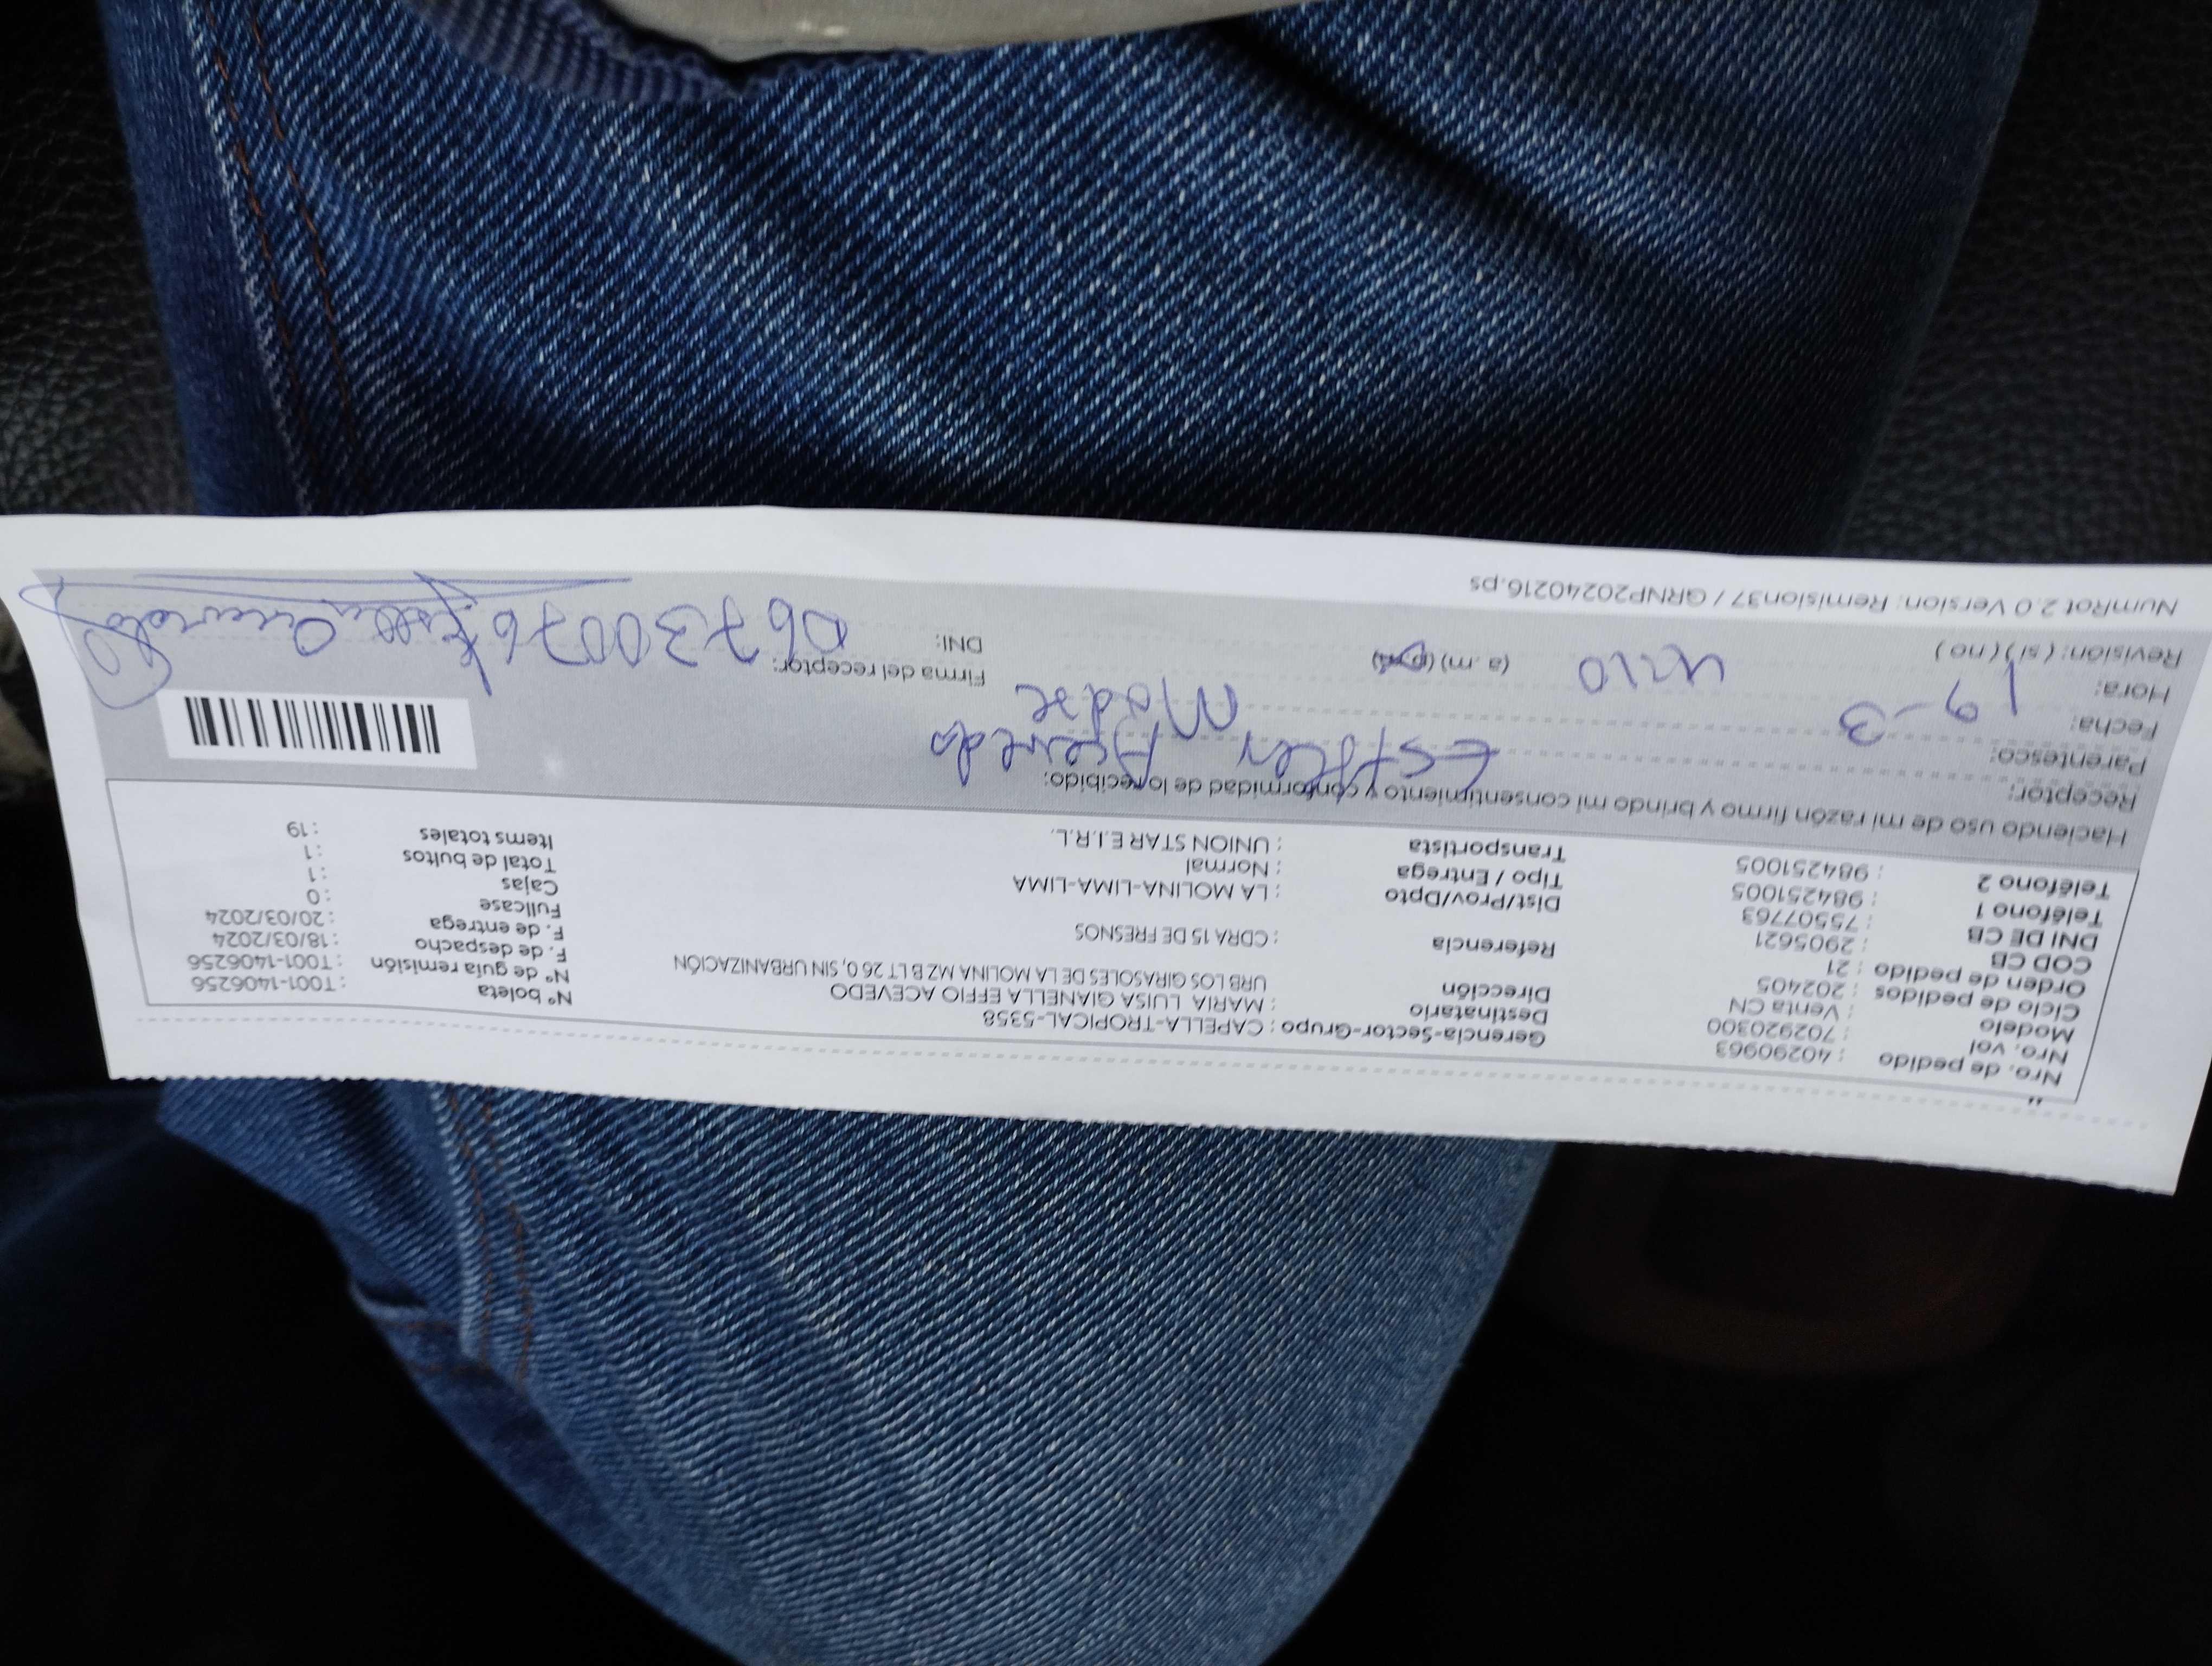 Nro. de pedido : 40290963
Nro. vol : 702920300
Modelo : Venta CN
Ciclo de pedidos : 202405
Orden de pedido : 21
COD CB : 2905621
DNI DE CB : 75507763
Teléfono 1 : 984251005
Teléfono 2 : 984251005
Gerencia-Sector-Grupo : CAPELLA-TROPICAL-5358
Destinatario : MARIA LUISA GIANELLA EFFIO ACEVEDO
Dirección URB LOS GIRASOLES DE LA MOLINA MZ B LT 26 0, SIN URBANIZACIÓN
Referencia : CDRA 15 DE FRESNOS
Dist/Prov/Dpto : LA MOLINA-LIMA-LIMA
Tipo / Entrega : Normal
Transportista : UNION STAR E.I.R.L.
Nº boleta : T001-1406256
Nº de guía remisión : T001-1406256
F. de despacho : 18/03/2024
F. de entrega : 20/03/2024
Fullcase : 0
Cajas : 1
Total de bultos : 1
Items totales : 19
Haciendo uso de mi razón firmo y brindo mi consentimiento y conformidad de lo recibido:
Receptor: Esther Acevedo
Parentesco: Madre
Fecha: 19-3
Hora: 4:10 (a.m) (p.m)
Revisión: (si) (no)
Firma del receptor:
DNI: 06730076
Acevedo
NumRot 2.0 Version: Remision37 / GRNP20240216.ps